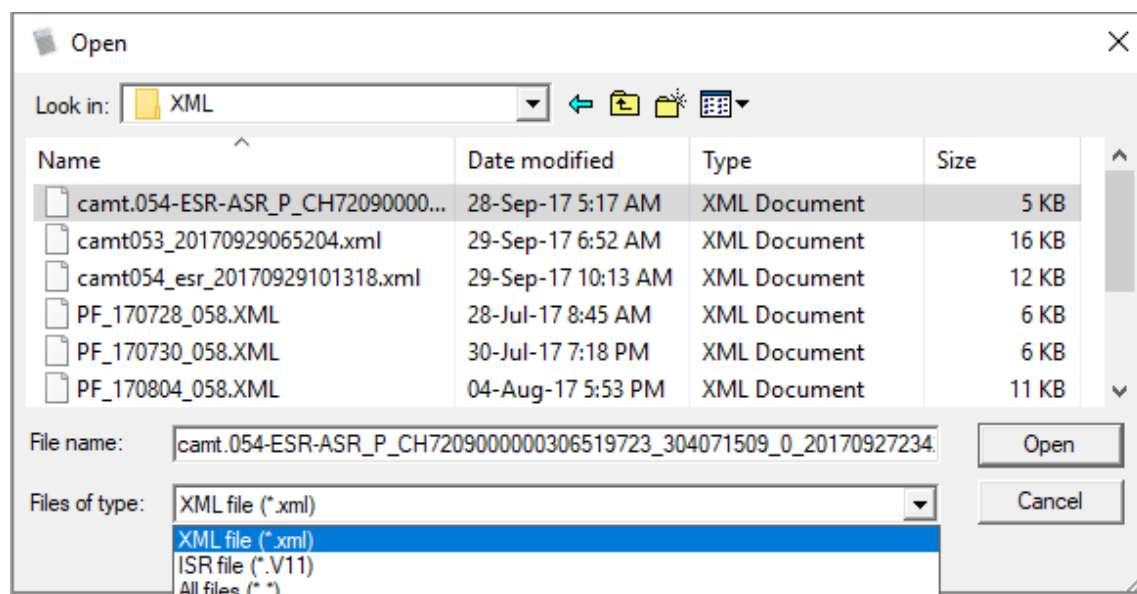 Open
Look in: XML
Name Date modified Type Size
camt.054-ESR-ASR_P_CH72090000... 28-Sep-17 5:17 AM XML Document 5 KB
camt053_20170929065204.xml 29-Sep-17 6:52 AM XML Document 16 KB
camt054_esr_20170929101318.xml 29-Sep-17 10:13 AM XML Document 12 KB
PF_170728_058.XML 28-Jul-17 8:45 AM XML Document 6 KB
PF_170730_058.XML 30-Jul-17 7:18 PM XML Document 6 KB
PF_170804_058.XML 04-Aug-17 5:53 PM XML Document 11 KB
File name: camt.054-ESR-ASR_P_CH7209000000306519723_304071509_0_20170927234. Open
Files of type: XML file (*.xml) Cancel
XML file (*.xml)
ISR file (*.V11)
All files (*.*)